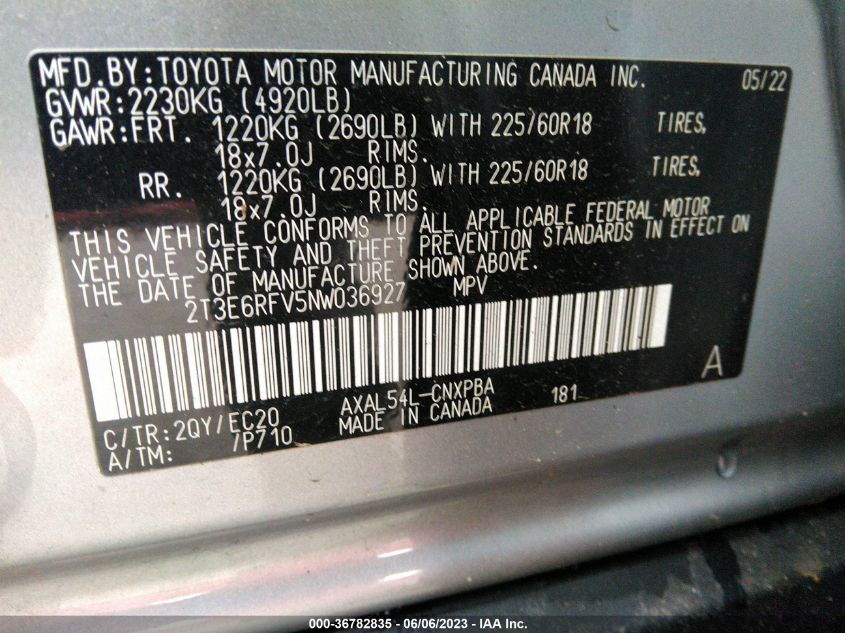 MFD.BY:TOYOTA MOTOR MANUFACTURING CANADA INC. 05/22
GVWR:2230KG (4920LB)
GAWR:FRT. 1220KG (2690LB) WITH 225/60R18 TIRES,
18x7.0J RIMS.
RR. 1220KG (2690LB) WITH 225/60R18 TIRES,
18x7.0J RIMS.
THIS VEHICLE CONFORMS TO ALL APPLICABLE FEDERAL MOTOR
VEHICLE SAFETY AND THEFT PREVENTION STANDARDS IN EFFECT ON
THE DATE OF MANUFACTURE SHOWN ABOVE.
2T3E6RFV5NW036927 MPV
A
C/TR:2QY/EC20 AXAL54L-CNXPBA 181
A/TM: /P710 MADE IN CANADA
000-36782835 - 06/06/2023 - IAA Inc.